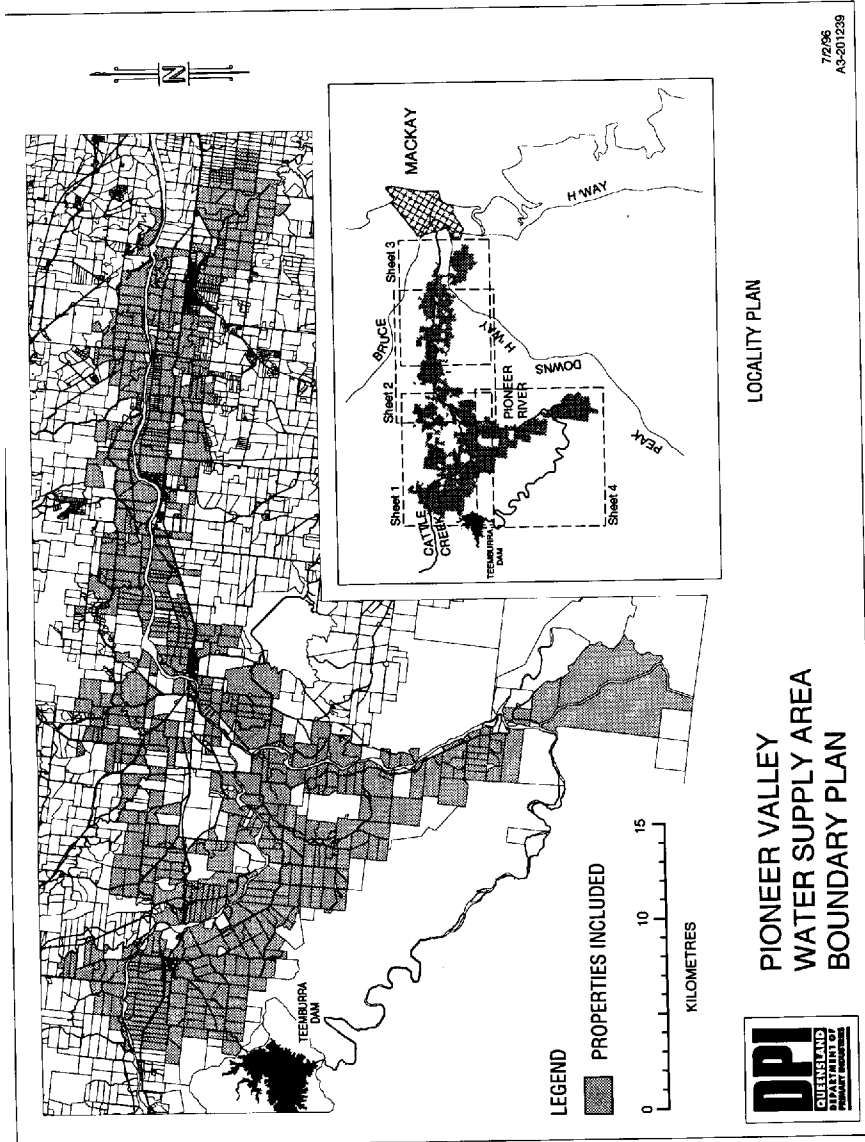 N
TEEMBURRA
DAM
MACKAY
BRUCE
H'WAY
Sheet 3
Sheet 2
Sheet 1
Sheet 4
CATTLE
CREEK
PIONEER
RIVER
H'WAY
DOWNS
PEAK
TEEMBURRA
DAM
LOCALITY PLAN
LEGEND
PROPERTIES INCLUDED
0 10 15
KILOMETRES
DPI
QUEENSLAND
DEPARTMENT OF
PRIMARY INDUSTRIES
PIONEER VALLEY
WATER SUPPLY AREA
BOUNDARY PLAN
7/2/96
A3-201239